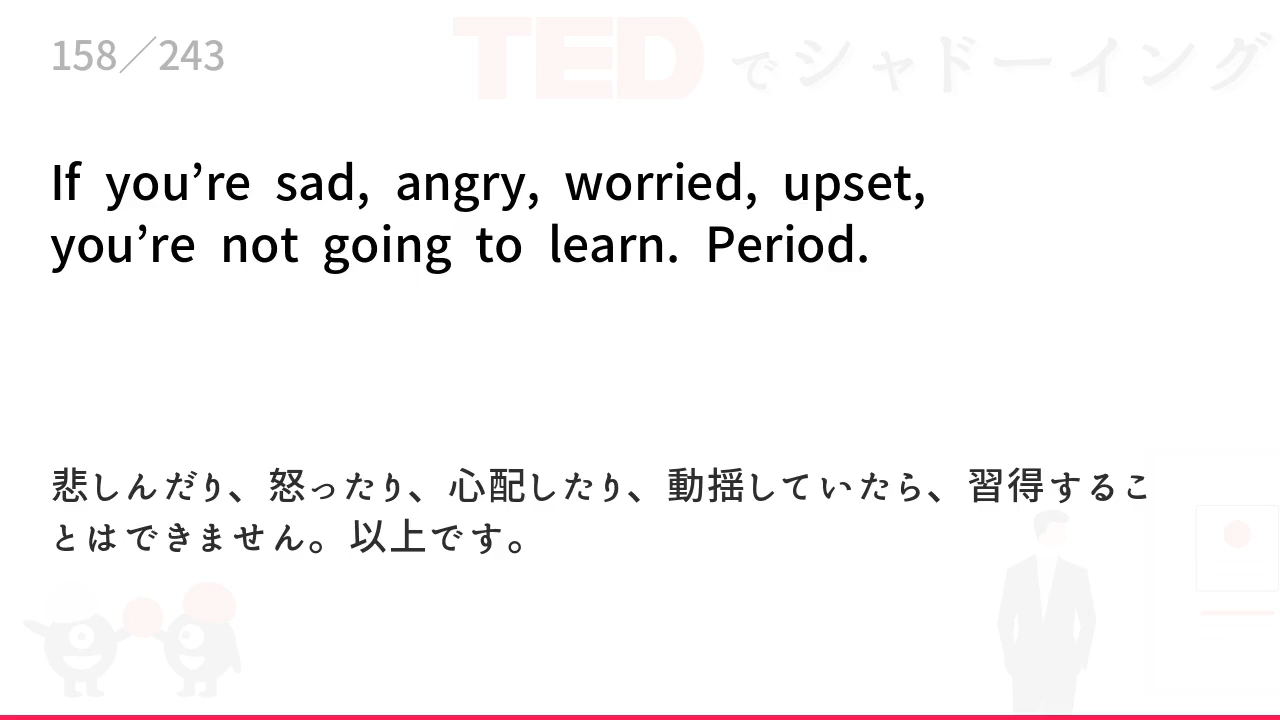 158／243
TEDでシャドーイング
If you’re sad, angry, worried, upset,
you’re not going to learn. Period.
悲しんだり、怒ったり、心配したり、動揺していたら、習得するこ
とはできません。以上です。